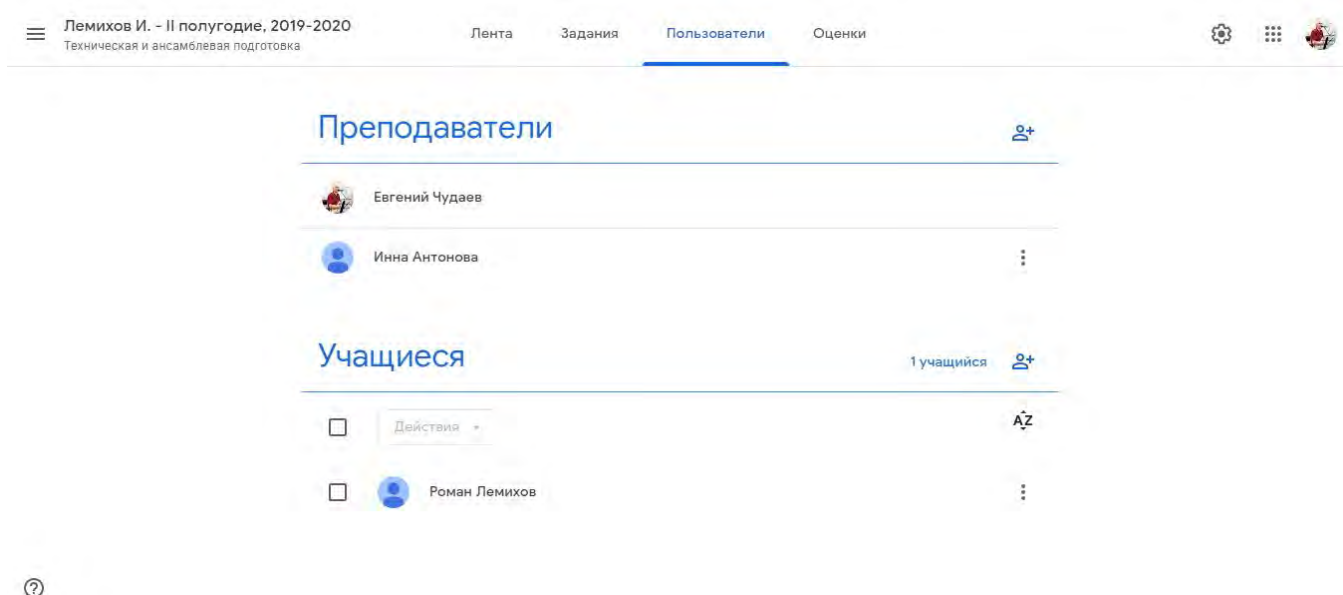 Лемихов И. - II полугодие, 2019-2020
Техническая и ансамблевая подготовка
Лента Задания Пользователи Оценки
Преподаватели
Евгений Чудаев
Инна Антонова
Учащиеся
1 учащийся
Действия
AZ
Роман Лемихов